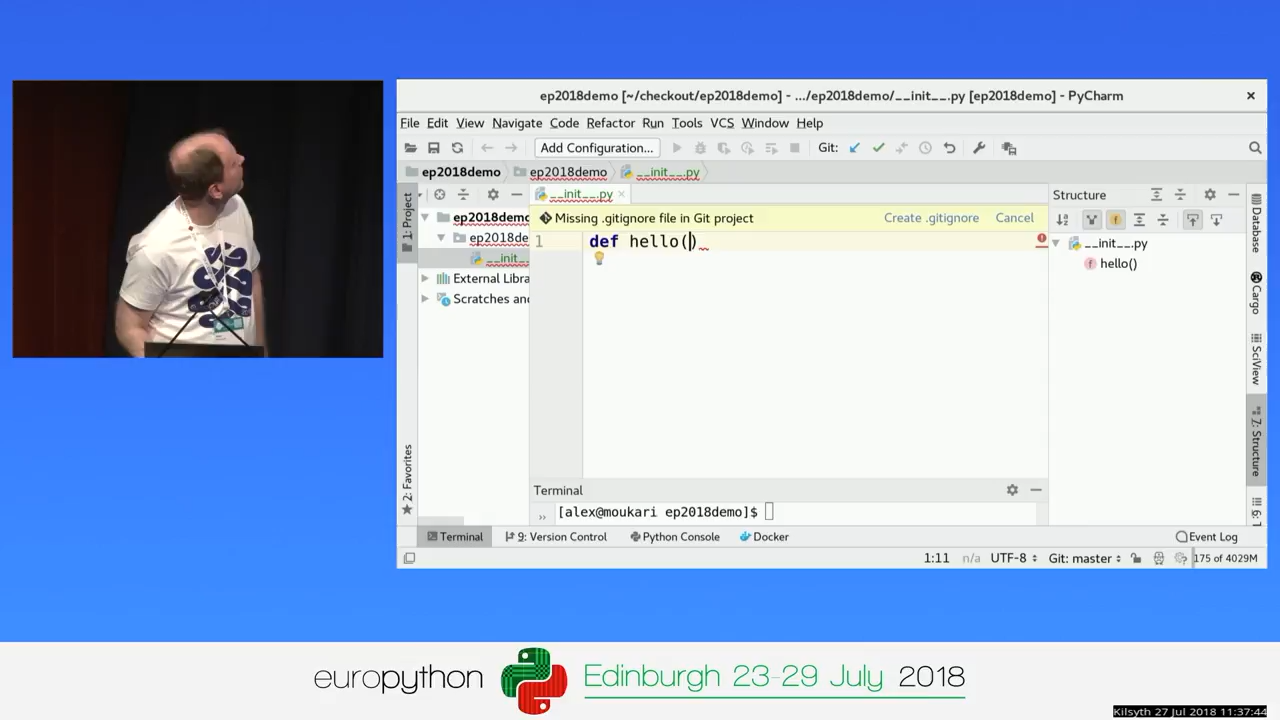 ep2018demo [~/checkout/ep2018demo] - .../ep2018demo/__init__.py [ep2018demo] - PyCharm
File Edit View Navigate Code Refactor Run Tools VCS Window Help
Add Configuration... Git:
ep2018demo ep2018demo __init__.py
1: Project
__init__.py
Structure
Database
ep2018demo
Missing .gitignore file in Git project Create .gitignore Cancel
ep2018de
1 def hello()
__init__.py
__init_
hello()
External Libra
Scratches and
Cargo
SciView
7: Structure
2: Favorites
Terminal
[alex@moukari ep2018demo]$
Terminal 9: Version Control Python Console Docker Event Log
1:11 n/a UTF-8 Git: master 175 of 4029M
europython Edinburgh 23-29 July 2018
Kilsyth 27 Jul 2018 11:37:44